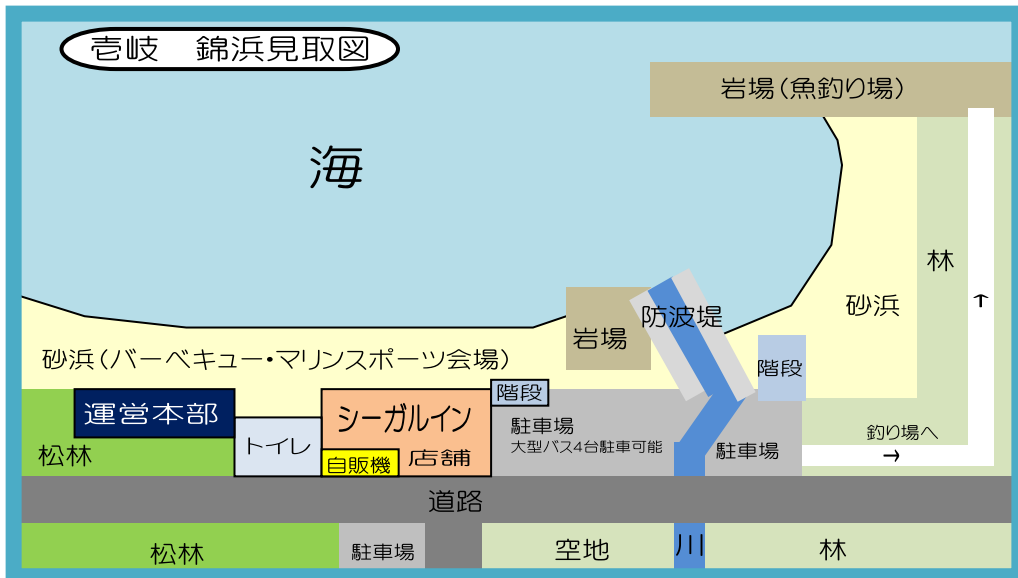 壱岐　錦浜見取図
岩場（魚釣り場）
海
林
↑
砂浜
防波堤
岩場
砂浜（バーベキュー・マリンスポーツ会場）
階段
階段
運営本部
シーガルイン
店舗
トイレ
自販機
松林
駐車場
大型バス4台駐車可能
駐車場
釣り場へ
→
道路
松林
駐車場
空地
川
林